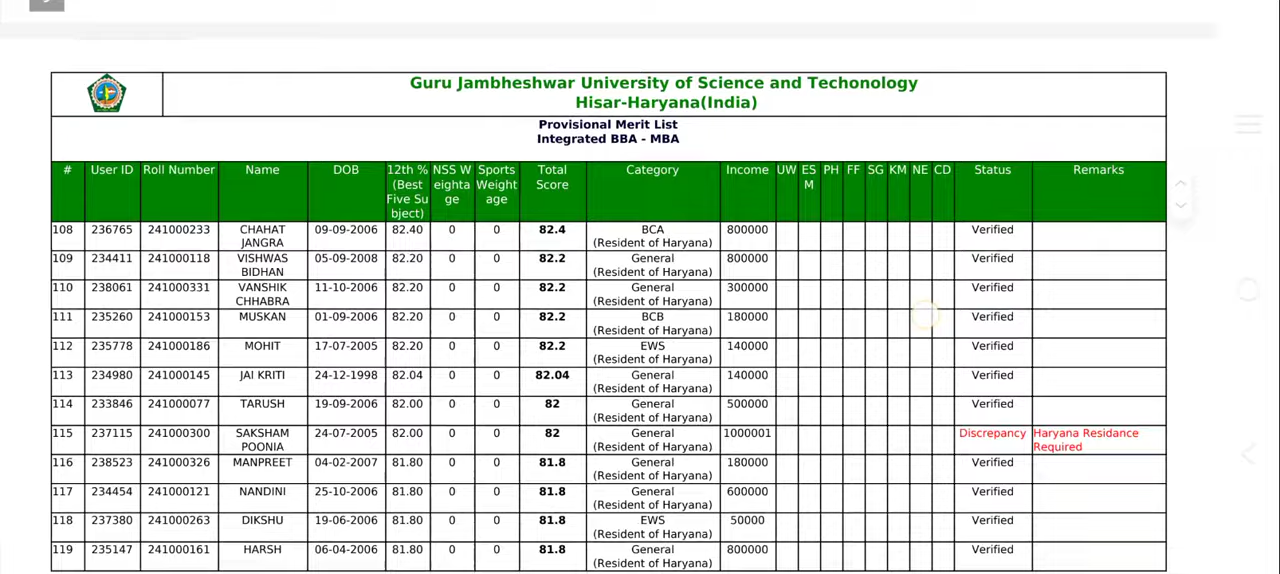 Guru Jambheshwar University of Science and Techonology
Hisar-Haryana(India)
Provisional Merit List
Integrated BBA - MBA
# User ID Roll Number Name DOB 12th % (Best Five Su bject) NSS W eighta ge Sports Weight age Total Score Category Income UW ES M PH FF SG KM NE CD Status Remarks
108 236765 241000233 CHAHAT JANGRA 09-09-2006 82.40 0 0 82.4 BCA (Resident of Haryana) 800000 Verified
109 234411 241000118 VISHWAS BIDHAN 05-09-2008 82.20 0 0 82.2 General (Resident of Haryana) 800000 Verified
110 238061 241000331 VANSHIK CHHABRA 11-10-2006 82.20 0 0 82.2 General (Resident of Haryana) 300000 Verified
111 235260 241000153 MUSKAN 01-09-2006 82.20 0 0 82.2 BCB (Resident of Haryana) 180000 Verified
112 235778 241000186 MOHIT 17-07-2005 82.20 0 0 82.2 EWS (Resident of Haryana) 140000 Verified
113 234980 241000145 JAI KRITI 24-12-1998 82.04 0 0 82.04 General (Resident of Haryana) 140000 Verified
114 233846 241000077 TARUSH 19-09-2006 82.00 0 0 82 General (Resident of Haryana) 500000 Verified
115 237115 241000300 SAKSHAM POONIA 24-07-2005 82.00 0 0 82 General (Resident of Haryana) 1000001 Discrepancy Haryana Residance Required
116 238523 241000326 MANPREET 04-02-2007 81.80 0 0 81.8 General (Resident of Haryana) 180000 Verified
117 234454 241000121 NANDINI 25-10-2006 81.80 0 0 81.8 General (Resident of Haryana) 600000 Verified
118 237380 241000263 DIKSHU 19-06-2006 81.80 0 0 81.8 EWS (Resident of Haryana) 50000 Verified
119 235147 241000161 HARSH 06-04-2006 81.80 0 0 81.8 General (Resident of Haryana) 800000 Verified